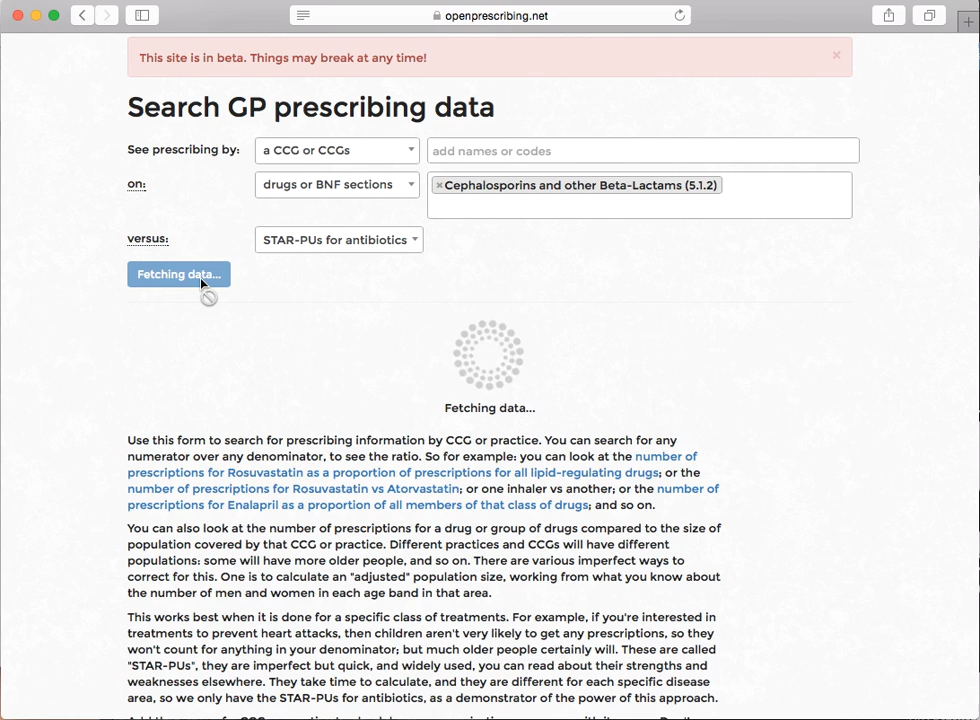 openprescribing.net
This site is in beta. Things may break at any time! ×
Search GP prescribing data
See prescribing by: a CCG or CCGs add names or codes
on: drugs or BNF sections ×Cephalosporins and other Beta-Lactams (5.1.2)
versus: STAR-PUs for antibiotics
Fetching data...
Fetching data...
Use this form to search for prescribing information by CCG or practice. You can search for any
numerator over any denominator, to see the ratio. So for example: you can look at the number of
prescriptions for Rosuvastatin as a proportion of prescriptions for all lipid-regulating drugs; or the
number of prescriptions for Rosuvastatin vs Atorvastatin; or one inhaler vs another; or the number of
prescriptions for Enalapril as a proportion of all members of that class of drugs; and so on.
You can also look at the number of prescriptions for a drug or group of drugs compared to the size of
population covered by that CCG or practice. Different practices and CCGs will have different
populations: some will have more older people, and so on. There are various imperfect ways to
correct for this. One is to calculate an "adjusted" population size, working from what you know about
the number of men and women in each age band in that area.
This works best when it is done for a specific class of treatments. For example, if you're interested in
treatments to prevent heart attacks, then children aren't very likely to get any prescriptions, so they
won't count for anything in your denominator; but much older people certainly will. These are called
"STAR-PUs", they are imperfect but quick, and widely used, you can read about their strengths and
weaknesses elsewhere. They take time to calculate, and they are different for each specific disease
area, so we only have the STAR-PUs for antibiotics, as a demonstrator of the power of this approach.